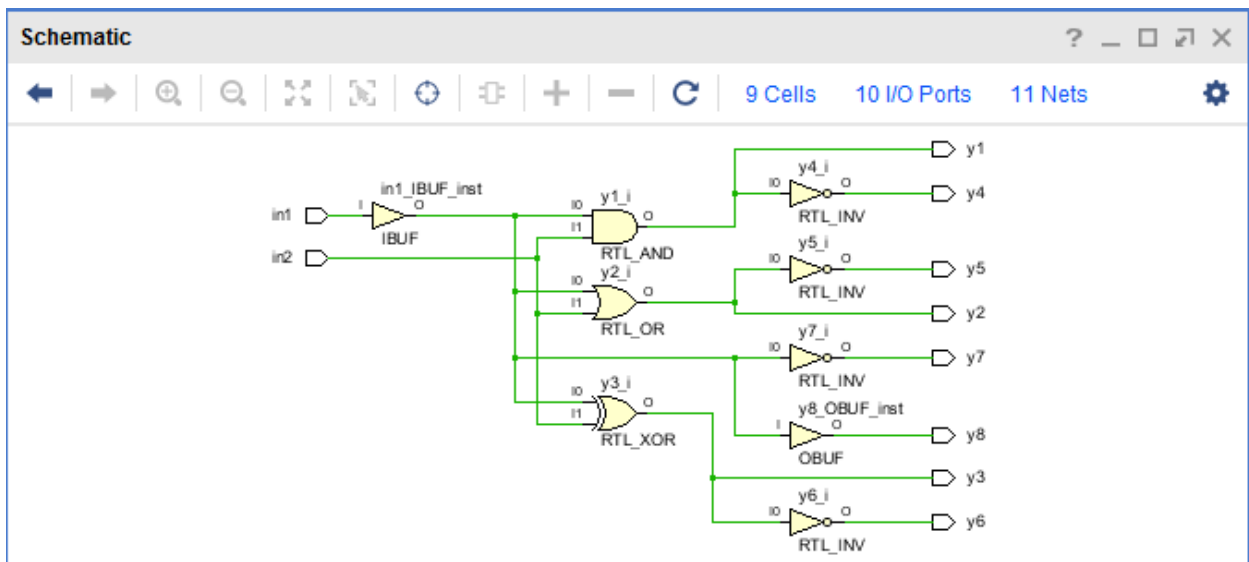 Schematic
?
9 Cells 10 I/O Ports 11 Nets
y1
y4_i
I0 O y4
RTL_INV
in1_IBUF_inst
in1 I O
IBUF
y1_i
I0
I1 O
RTL_AND
in2
y5_i
I0 O y5
RTL_INV
y2_i
I0
I1 O
RTL_OR
y2
y7_i
I0 O y7
RTL_INV
y3_i
I0
I1 O
RTL_XOR
y8_OBUF_inst
I O y8
OBUF
y3
y6_i
I0 O y6
RTL_INV